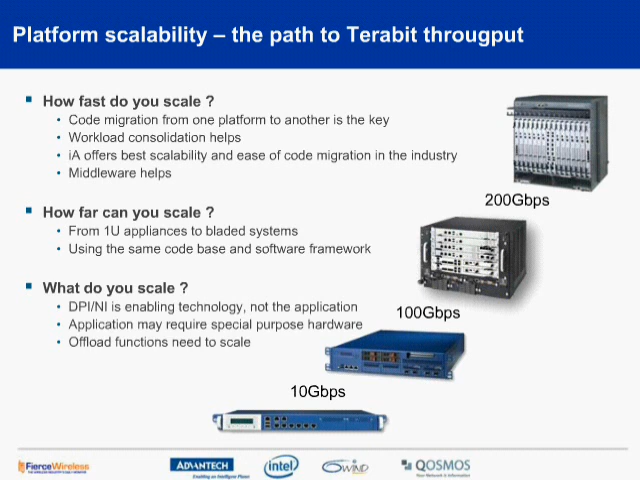 Platform scalability – the path to Terabit througput
How fast do you scale ?
Code migration from one platform to another is the key
Workload consolidation helps
iA offers best scalability and ease of code migration in the industry
Middleware helps
200Gbps
How far can you scale ?
From 1U appliances to bladed systems
Using the same code base and software framework
What do you scale ?
DPI/NI is enabling technology, not the application
100Gbps
Application may require special purpose hardware
Offload functions need to scale
10Gbps
FierceWireless
ADVANTECH
Enabling an Intelligent Planet
intel
6WIND
QOSMOS
Your Network & Information